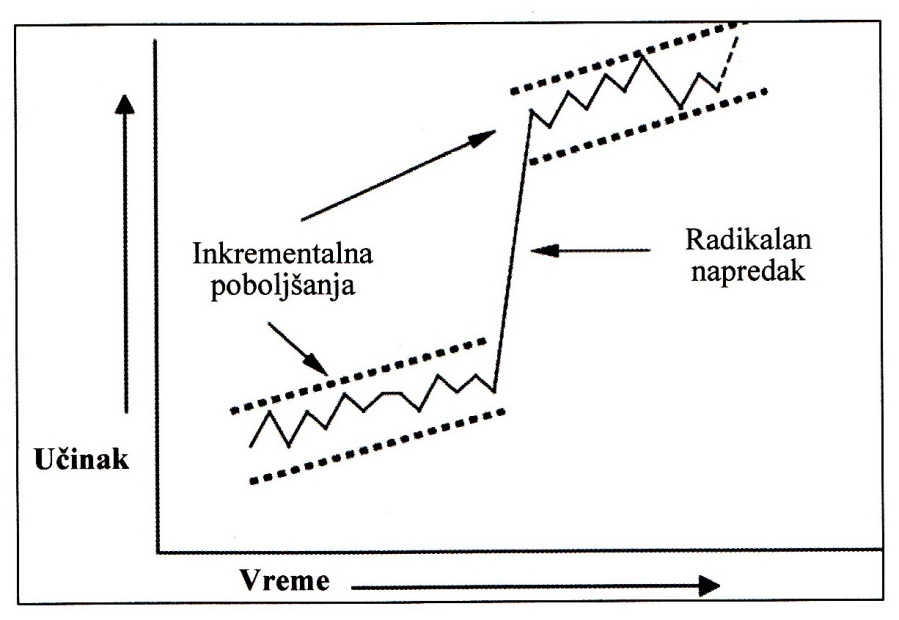 Inkrementalna
poboljšanja
Radikalan
napredak
Učinak
Vreme